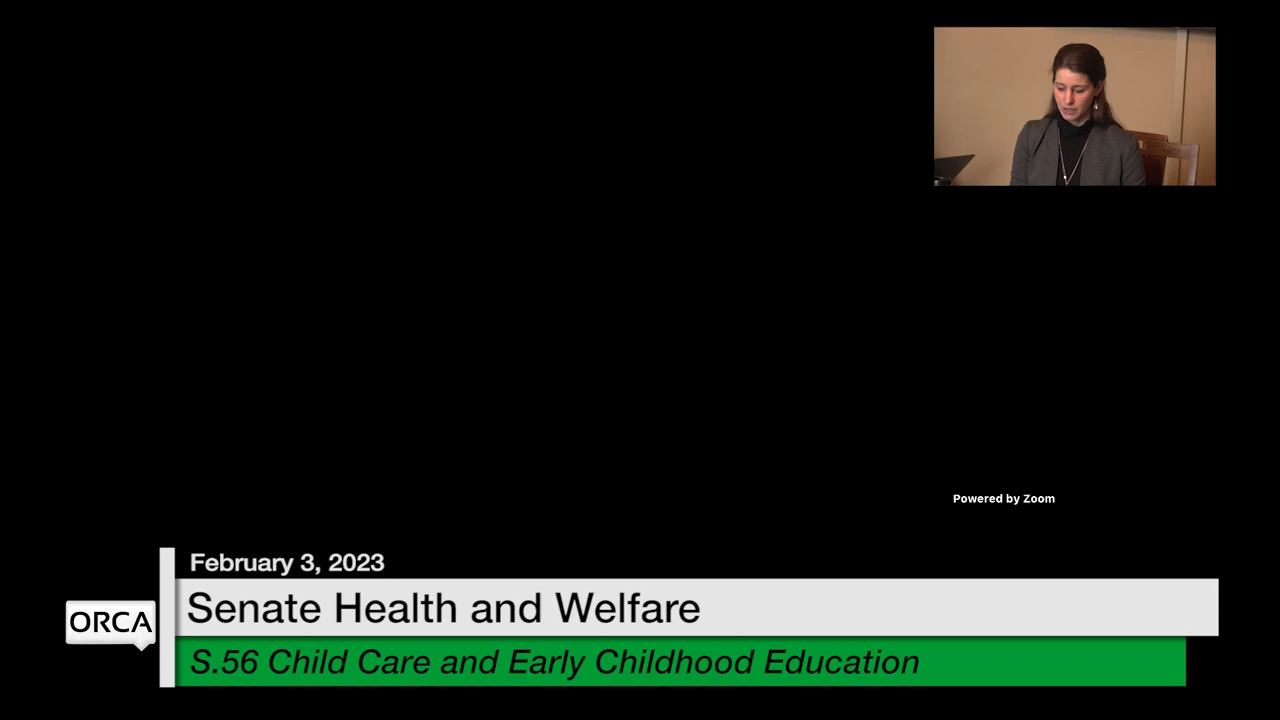 Powered by Zoom
February 3, 2023
Senate Health and Welfare
ORCA
S.56 Child Care and Early Childhood Education